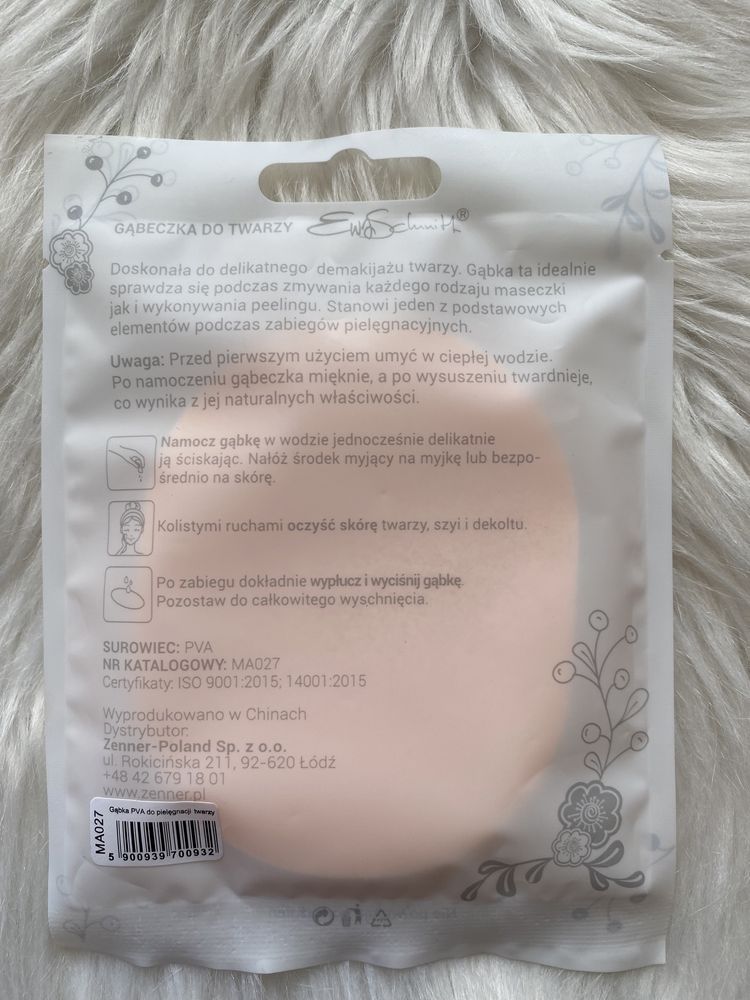 GĄBECZKA DO TWARZY EwaSchmitt®
Doskonała do delikatnego demakijażu twarzy. Gąbka ta idealnie
sprawdza się podczas zmywania każdego rodzaju maseczki
jak i wykonywania peelingu. Stanowi jeden z podstawowych
elementów podczas zabiegów pielęgnacyjnych.
Uwaga: Przed pierwszym użyciem umyć w ciepłej wodzie.
Po namoczeniu gąbeczka mięknie, a po wysuszeniu twardnieje,
co wynika z jej naturalnych właściwości.
Namocz gąbkę w wodzie jednocześnie delikatnie
ją ściskając. Nałóż środek myjący na myjkę lub bezpo-
średnio na skórę.
Kolistymi ruchami oczyść skórę twarzy, szyi i dekoltu.
Po zabiegu dokładnie wypłucz i wyciśnij gąbkę.
Pozostaw do całkowitego wyschnięcia.
SUROWIEC: PVA
NR KATALOGOWY: MA027
Certyfikaty: ISO 9001:2015; 14001:2015
Wyprodukowano w Chinach
Dystrybutor:
Zenner-Poland Sp. z o.o.
ul. Rokicińska 211, 92-620 Łódź
+48 42 679 18 01
www.zenner.pl
Gąbka PVA do pielęgnacji twarzy
MA027
5 900939 700932